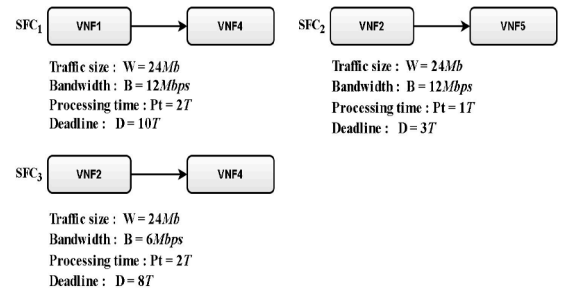 SFC1 VNF1 VNF4
Traffic size : W = 24Mb
Bandwidth : B = 12Mbps
Processing time : Pt = 2T
Deadline : D = 10T
SFC2 VNF2 VNF5
Traffic size : W = 24Mb
Bandwidth : B = 12Mbps
Processing time : Pt = 1T
Deadline : D = 3T
SFC3 VNF2 VNF4
Traffic size : W = 24Mb
Bandwidth : B = 6Mbps
Processing time : Pt = 2T
Deadline : D = 8T